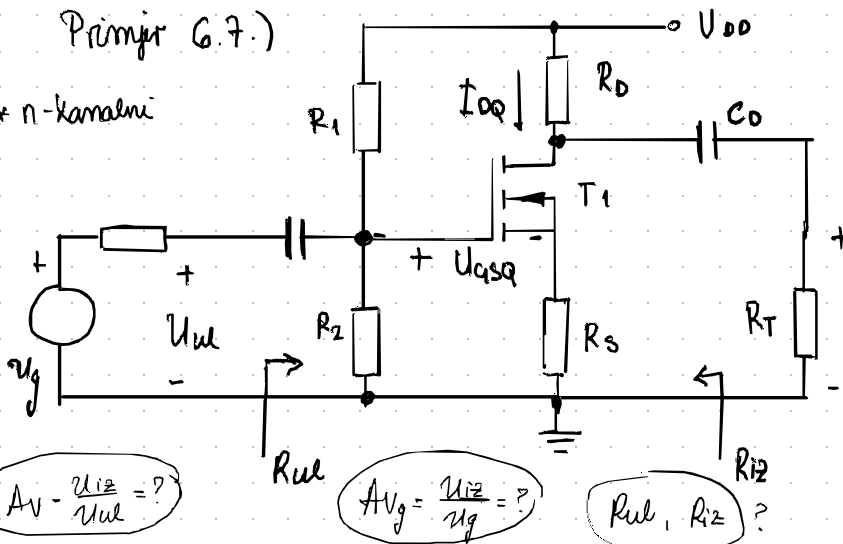 Primjer 6.7.)
* n-kanalni
U_DD
R_D
I_DQ
R_1
C_D
T_1
+ -
+ U_GSQ -
+ U_ul -
R_2
R_S
R_T
+ -
u_g
R_ul
R_iz
A_V = u_iz / u_ul = ?
A_Vg = u_iz / u_g = ?
R_ul, R_iz ?